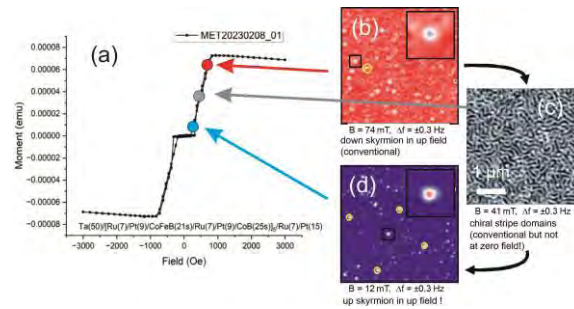 (a)
MET20230208_01
0.00008
0.00006
0.00004
0.00002
0.00000
−0.00002
−0.00004
−0.00006
−0.00008
Moment (emu)
Ta(50)/[Ru(7)/Pt(9)/CoFeB(21s)/Ru(7)/Pt(9)/CoB(25s)]5/Ru(7)/Pt(15)
−3000 −2000 −1000 0 1000 2000 3000
Field (Oe)
(b)
B = 74 mT, Δf = ±0.3 Hz
down skyrmion in up field
(conventional)
(c)
1 µm
B = 41 mT, Δf = ±0.3 Hz
chiral stripe domains
(conventional but not
at zero field!)
(d)
B = 12 mT, Δf = ±0.3 Hz
up skyrmion in up field !